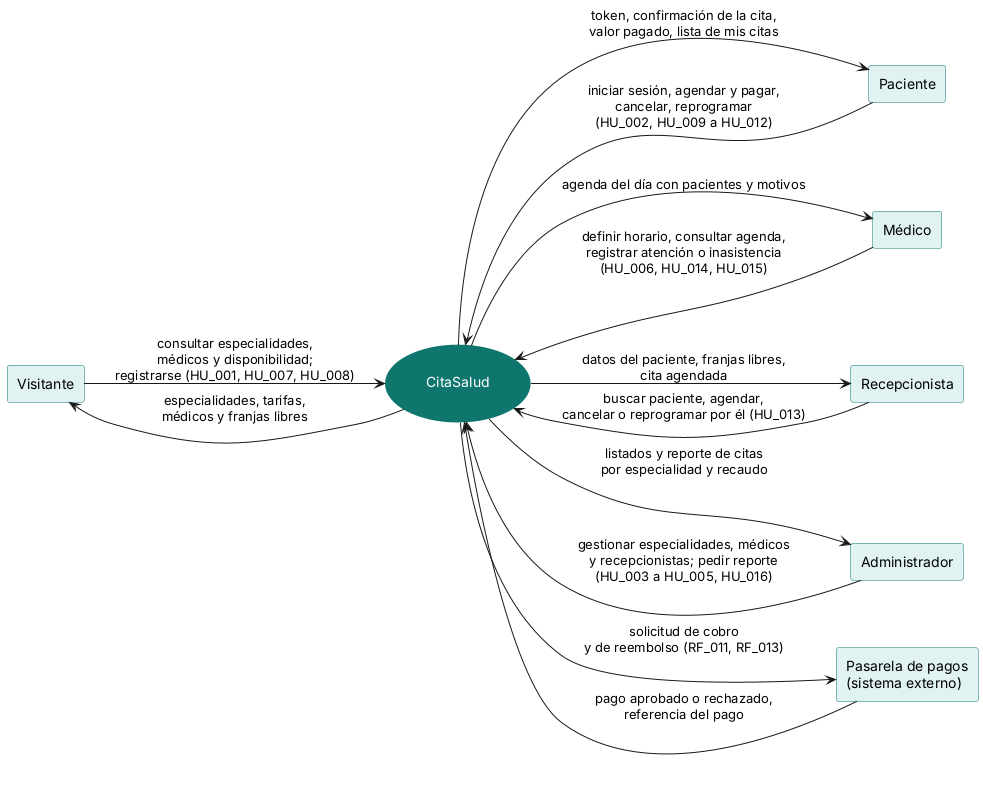 token, confirmación de la cita,
valor pagado, lista de mis citas
Paciente
iniciar sesión, agendar y pagar,
cancelar, reprogramar
(HU_002, HU_009 a HU_012)
agenda del día con pacientes y motivos
Médico
definir horario, consultar agenda,
registrar atención o inasistencia
(HU_006, HU_014, HU_015)
consultar especialidades,
médicos y disponibilidad;
registrarse (HU_001, HU_007, HU_008)
Visitante
especialidades, tarifas,
médicos y franjas libres
CitaSalud
datos del paciente, franjas libres,
cita agendada
Recepcionista
buscar paciente, agendar,
cancelar o reprogramar por él (HU_013)
listados y reporte de citas
por especialidad y recaudo
Administrador
gestionar especialidades, médicos
y recepcionistas; pedir reporte
(HU_003 a HU_005, HU_016)
solicitud de cobro
y de reembolso (RF_011, RF_013)
Pasarela de pagos
(sistema externo)
pago aprobado o rechazado,
referencia del pago